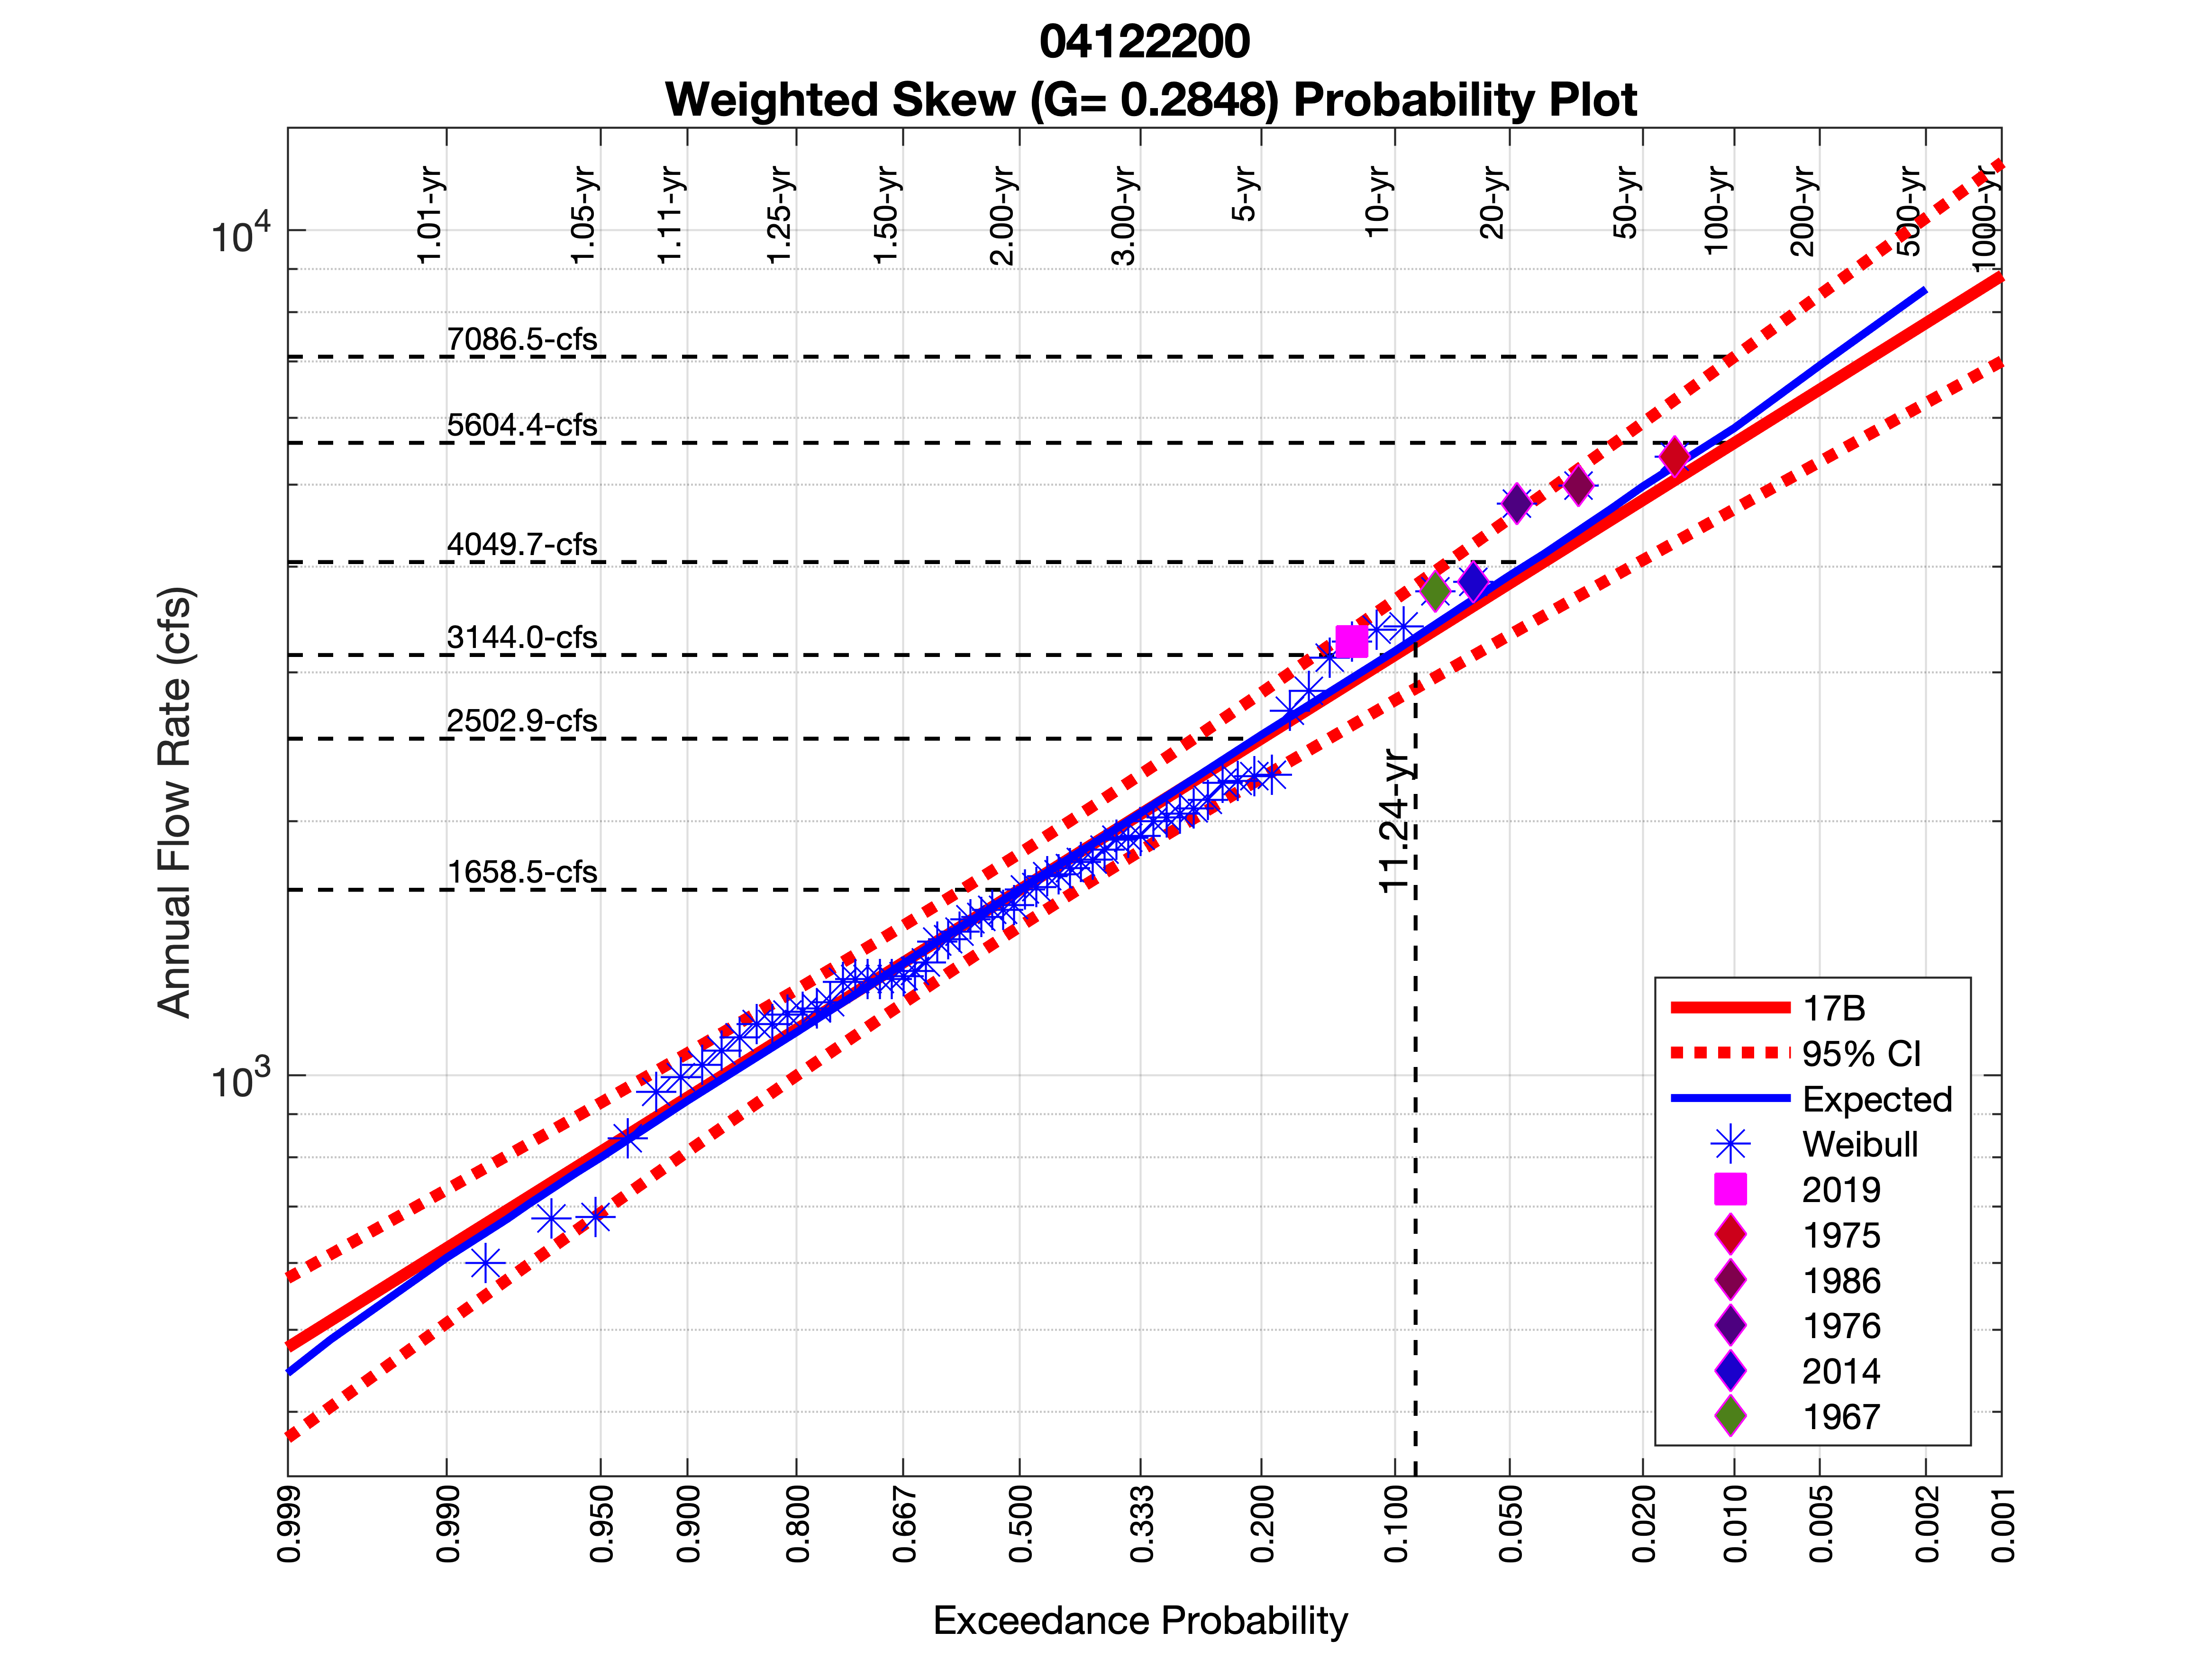 04122200
Weighted Skew (G= 0.2848) Probability Plot
1.01-yr
1.05-yr
1.11-yr
1.25-yr
1.50-yr
2.00-yr
3.00-yr
5-yr
10-yr
20-yr
50-yr
100-yr
200-yr
500-yr
1000-yr
10^4
10^3
Annual Flow Rate (cfs)
7086.5-cfs
5604.4-cfs
4049.7-cfs
3144.0-cfs
2502.9-cfs
1658.5-cfs
11.24-yr
17B
95% CI
Expected
Weibull
2019
1975
1986
1976
2014
1967
0.999
0.990
0.950
0.900
0.800
0.667
0.500
0.333
0.200
0.100
0.050
0.020
0.010
0.005
0.002
0.001
Exceedance Probability